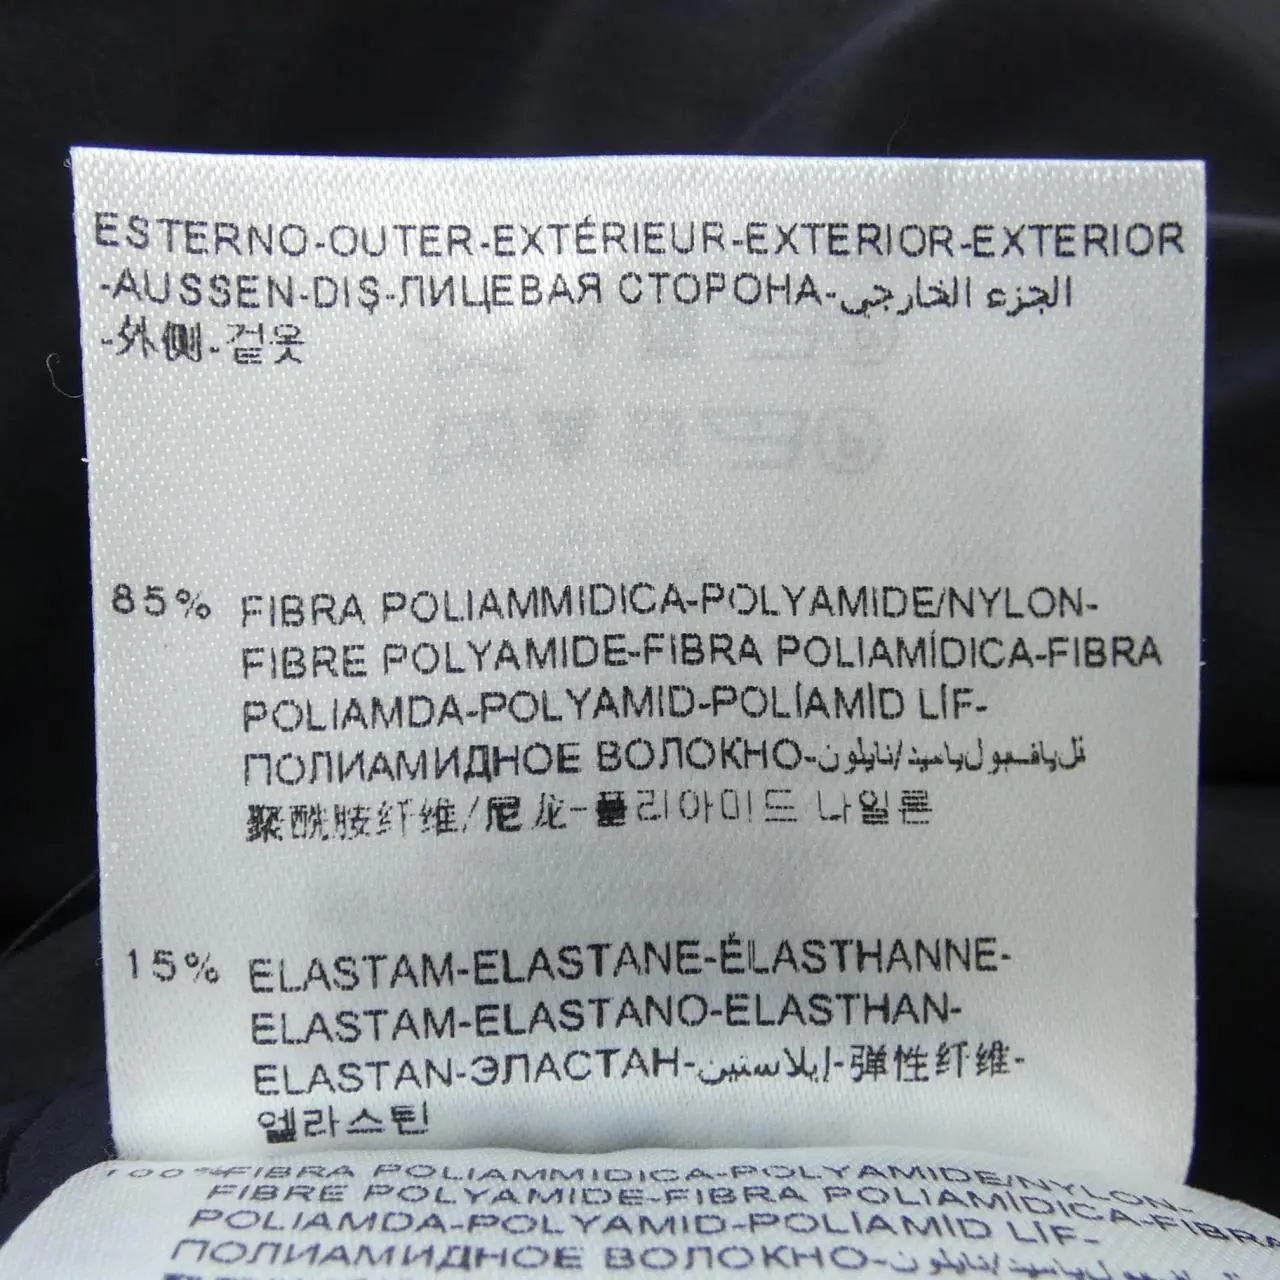 ESTERNO-OUTER-EXTÉRIEUR-EXTERIOR-EXTERIOR
-AUSSEN-DIŞ-ЛИЦЕВАЯ СТОРОНА-الجزء الخارجي
-外侧-겉옷
85% FIBRA POLIAMMIDICA-POLYAMIDE/NYLON-
FIBRE POLYAMIDE-FIBRA POLIAMÍDICA-FIBRA
POLIAMDA-POLYAMID-POLİAMİD LİF-
ПОЛИАМИДНОЕ ВОЛОКНО-
聚酰胺纤维/尼龙-폴리아미드 나일론
15% ELASTAM-ELASTANE-ÉLASTHANNE-
ELASTAM-ELASTANO-ELASTHAN-
ELASTAN-ЭЛАСТАН-إيلاستين-弹性纤维-
엘라스틴
100% FIBRA POLIAMMIDICA-POLYAMIDE/NYLON-
FIBRE POLYAMIDE-FIBRA POLIAMÍDICA-FIBRA
POLIAMDA-POLYAMID-POLİAMİD LİF-
ПОЛИАМИДНОЕ ВОЛОКНО-